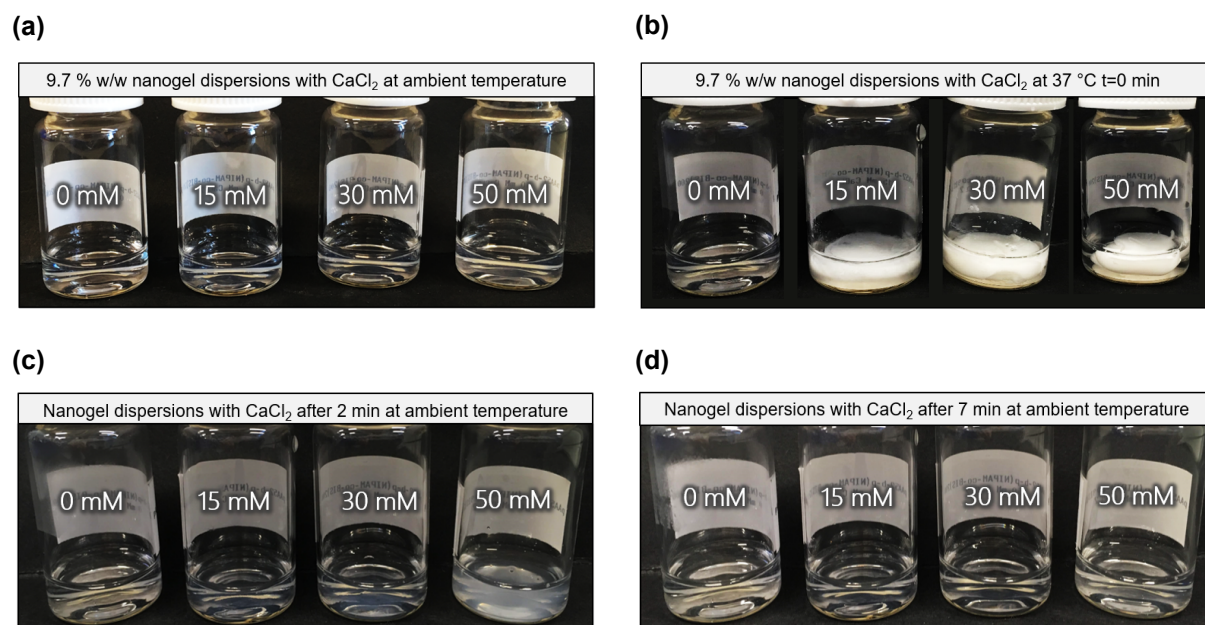 (a)
9.7 % w/w nanogel dispersions with CaCl₂ at ambient temperature
0 mM
15 mM
30 mM
50 mM
(b)
9.7 % w/w nanogel dispersions with CaCl₂ at 37 °C t=0 min
0 mM
15 mM
30 mM
50 mM
(c)
Nanogel dispersions with CaCl₂ after 2 min at ambient temperature
0 mM
15 mM
30 mM
50 mM
(d)
Nanogel dispersions with CaCl₂ after 7 min at ambient temperature
0 mM
15 mM
30 mM
50 mM